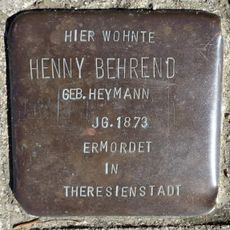 HIER WOHNTE
HENNY BEHREND
GEB. HEYMANN
JG. 1873
ERMORDET
IN
THERESIENSTADT